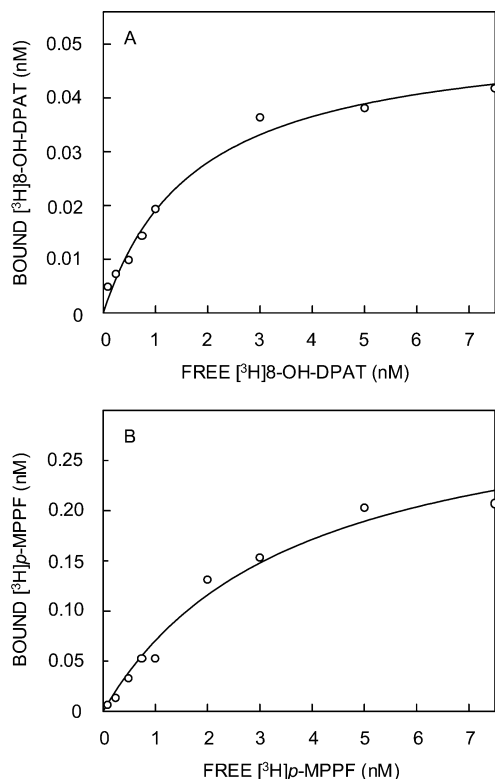 A
BOUND [³H]8-OH-DPAT (nM)
0.05
0.04
0.03
0.02
0.01
0
0 1 2 3 4 5 6 7
FREE [³H]8-OH-DPAT (nM)
B
BOUND [³H]p-MPPF (nM)
0.25
0.20
0.15
0.10
0.05
0
0 1 2 3 4 5 6 7
FREE [³H]p-MPPF (nM)